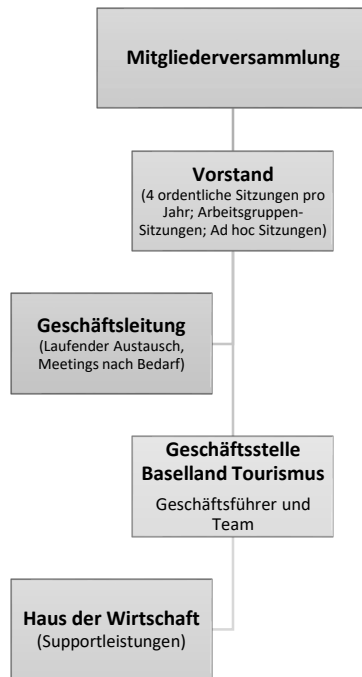 Mitgliederversammlung
Vorstand
(4 ordentliche Sitzungen pro
Jahr; Arbeitsgruppen-
Sitzungen; Ad hoc Sitzungen)
Geschäftsleitung
(Laufender Austausch,
Meetings nach Bedarf)
Geschäftsstelle
Baselland Tourismus
Geschäftsführer und
Team
Haus der Wirtschaft
(Supportleistungen)